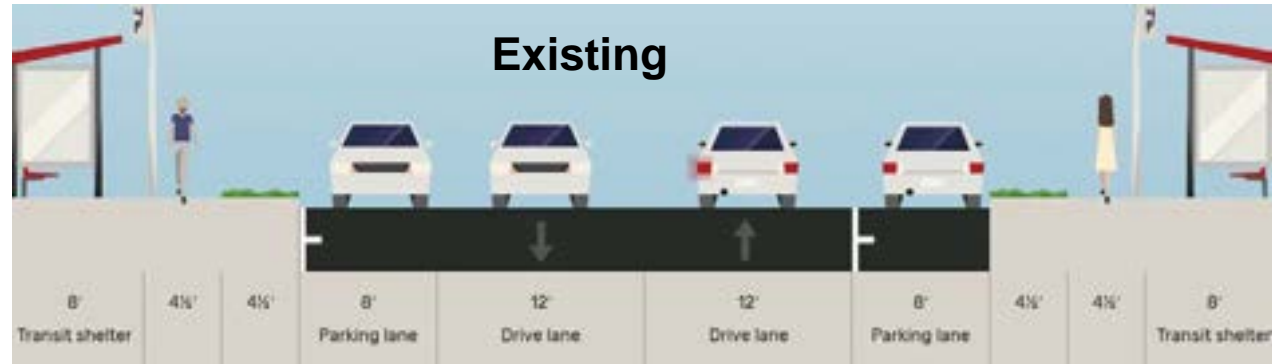 Existing
8' 4½' 4½' 8' 12' 12' 8' 4½' 4½' 8'
Transit shelter Parking lane Drive lane Drive lane Parking lane Transit shelter